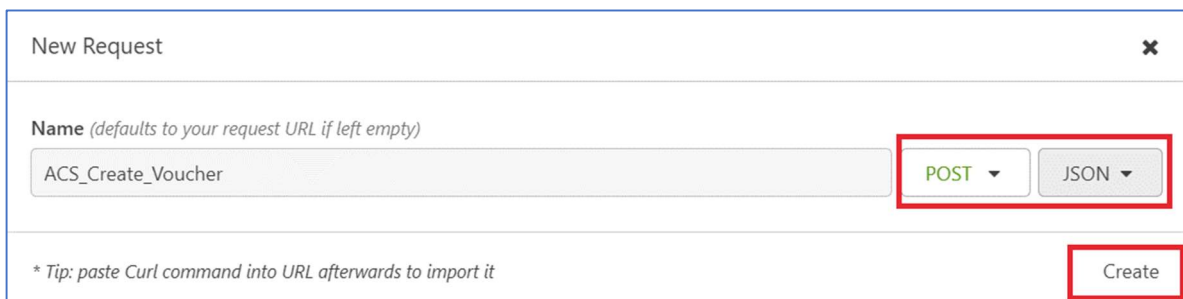 New Request
Name (defaults to your request URL if left empty)
ACS_Create_Voucher POST JSON
* Tip: paste Curl command into URL afterwards to import it Create